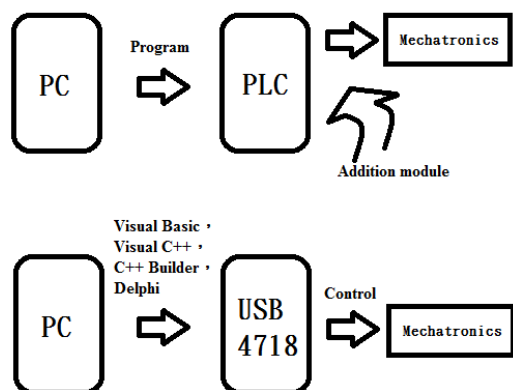 PC
Program
PLC
Mechatronics
Addition module
Visual Basic，
Visual C++，
C++ Builder，
Delphi
PC
USB
4718
Control
Mechatronics